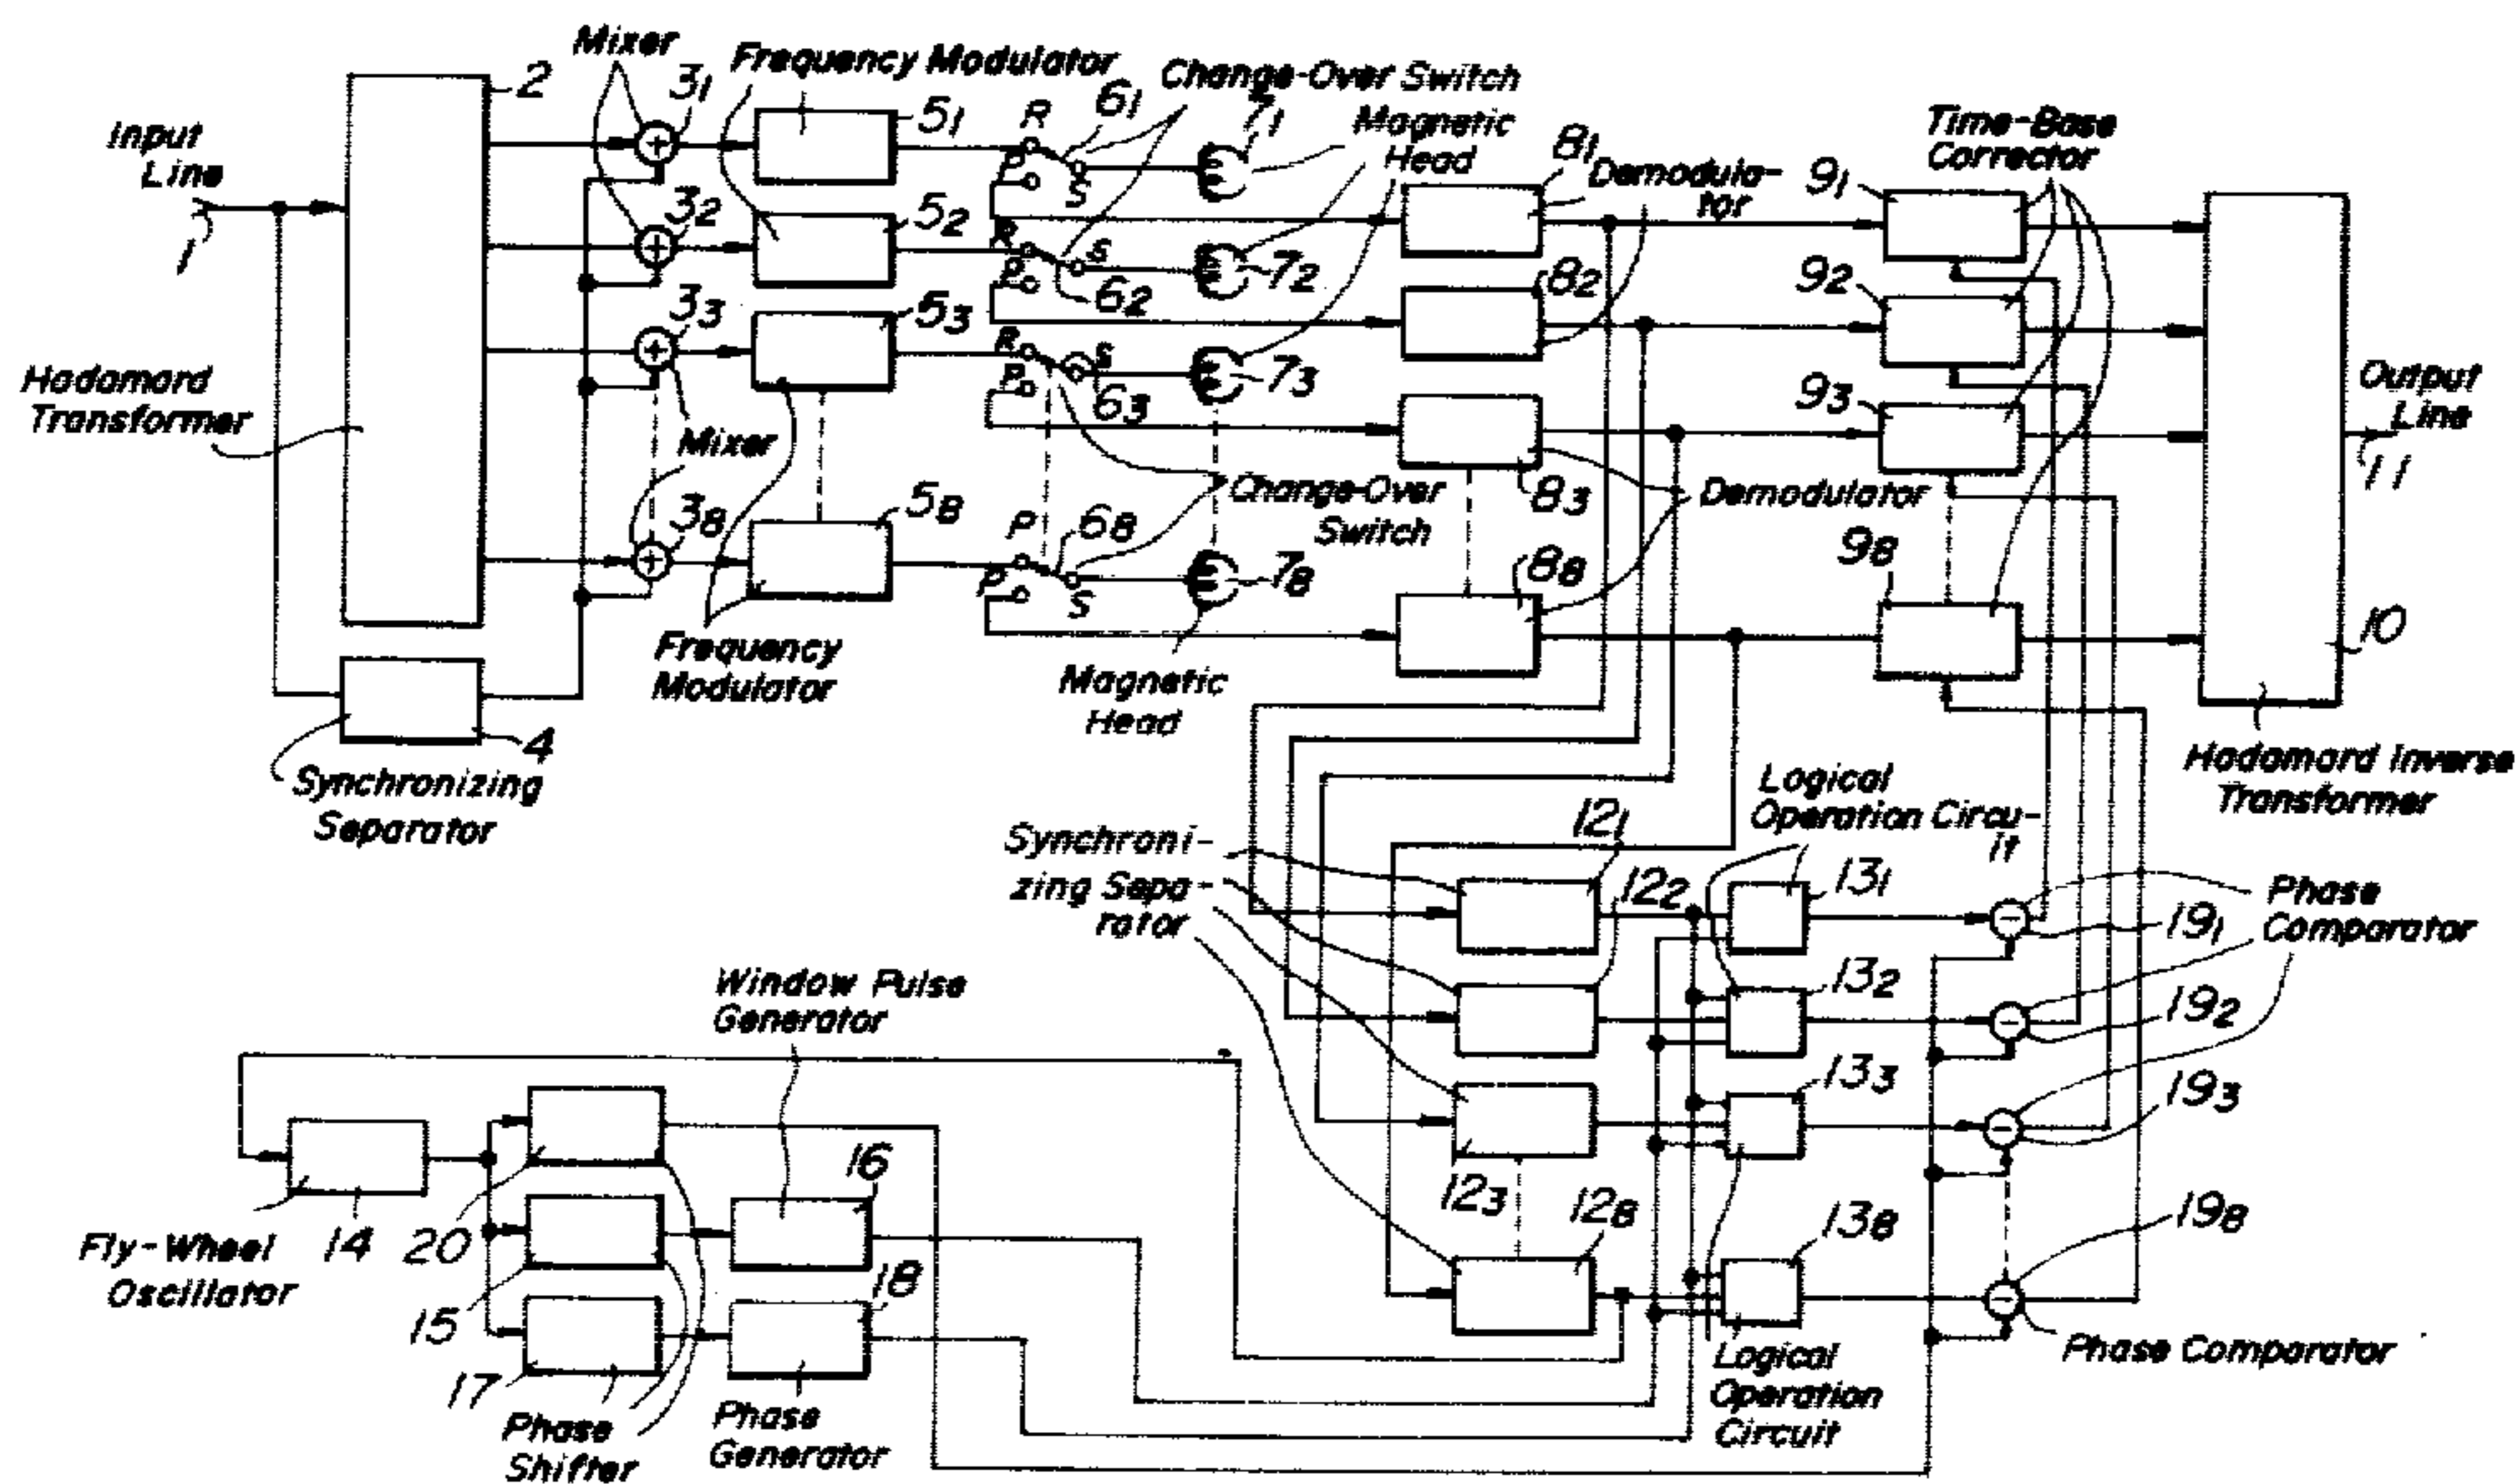 Mixer
Frequency Modulator
Change-Over Switch
Magnetic
Head
Time-Base
Corrector
Input
Line
1
2
3₁
5₁
R
6₁
P
S
7₁
8₁
Demodula-
tor
9₁
3₂
5₂
R
P
S
6₂
7₂
8₂
9₂
3₃
5₃
R
P
S
6₃
7₃
8₃
9₃
Hadamard
Transformer
Mixer
Change-Over
Switch
Demodulator
Output
Line
11
3₈
5₈
P
P
6₈
S
7₈
8₈
9₈
10
Frequency
Modulator
Magnetic
Head
4
Synchronizing
Separator
Hadamard Inverse
Transformer
Logical
Operation Circu-
it
Synchroni-
zing Sepa-
rator
12₁
13₁
12₂
13₂
12₃
13₃
12₈
13₈
Phase
Comparator
19₁
19₂
19₃
19₈
Phase Comparator
Logical
Operation
Circuit
Window Pulse
Generator
16
Fly-Wheel
Oscillator
14
20
15
18
17
Phase
Shifter
Phase
Generator